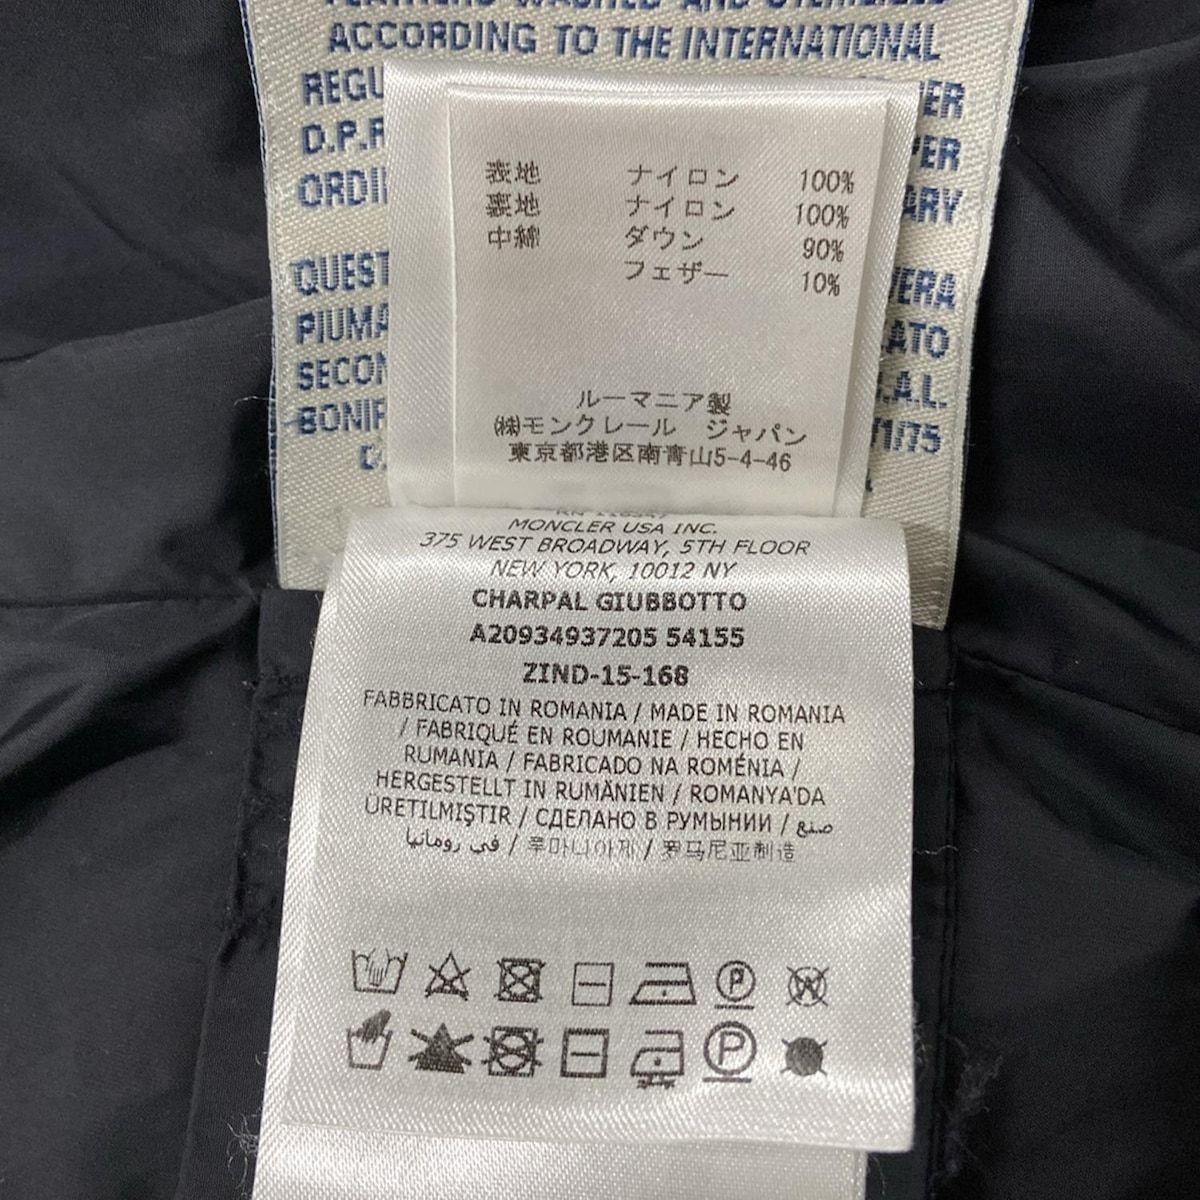 ACCORDING TO THE INTERNATIONAL
D.P.R
QUEST
表地 ナイロン 100%
裏地 ナイロン 100%
中綿 ダウン 90%
フェザー 10%
ルーマニア製
㈱モンクレール ジャパン
東京都港区南青山5-4-46
MONCLER USA INC.
375 WEST BROADWAY, 5TH FLOOR
NEW YORK, 10012 NY
CHARPAL GIUBBOTTO
A20934937205 54155
ZIND-15-168
FABBRICATO IN ROMANIA / MADE IN ROMANIA
/ FABRIQUÉ EN ROUMANIE / HECHO EN
RUMANIA / FABRICADO NA ROMÉNIA /
HERGESTELLT IN RUMÄNIEN / ROMANYA'DA
ÜRETILMIŞTIR / СДЕЛАНО В РУМЫНИИ / صنع
في رومانيا / 루마니아제 / 罗马尼亚制造